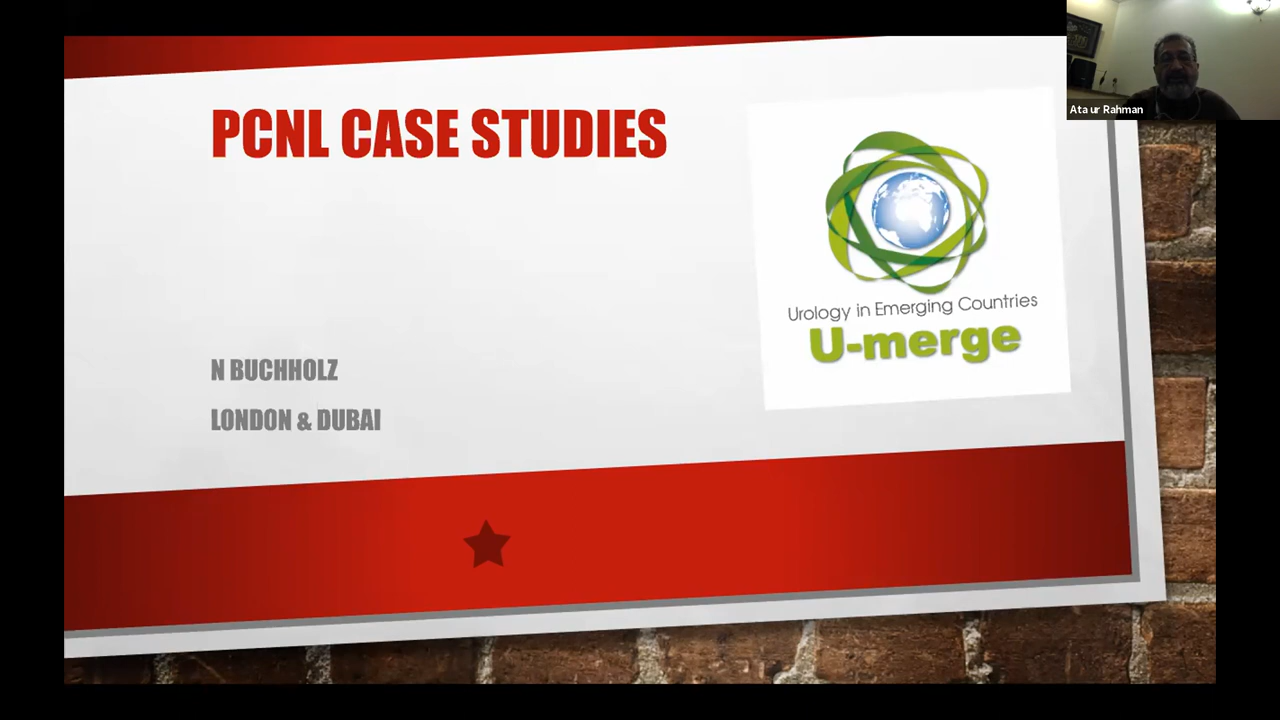 PCNL CASE STUDIES
N BUCHHOLZ
LONDON & DUBAI
Urology in Emerging Countries
U-merge
Ata ur Rahman